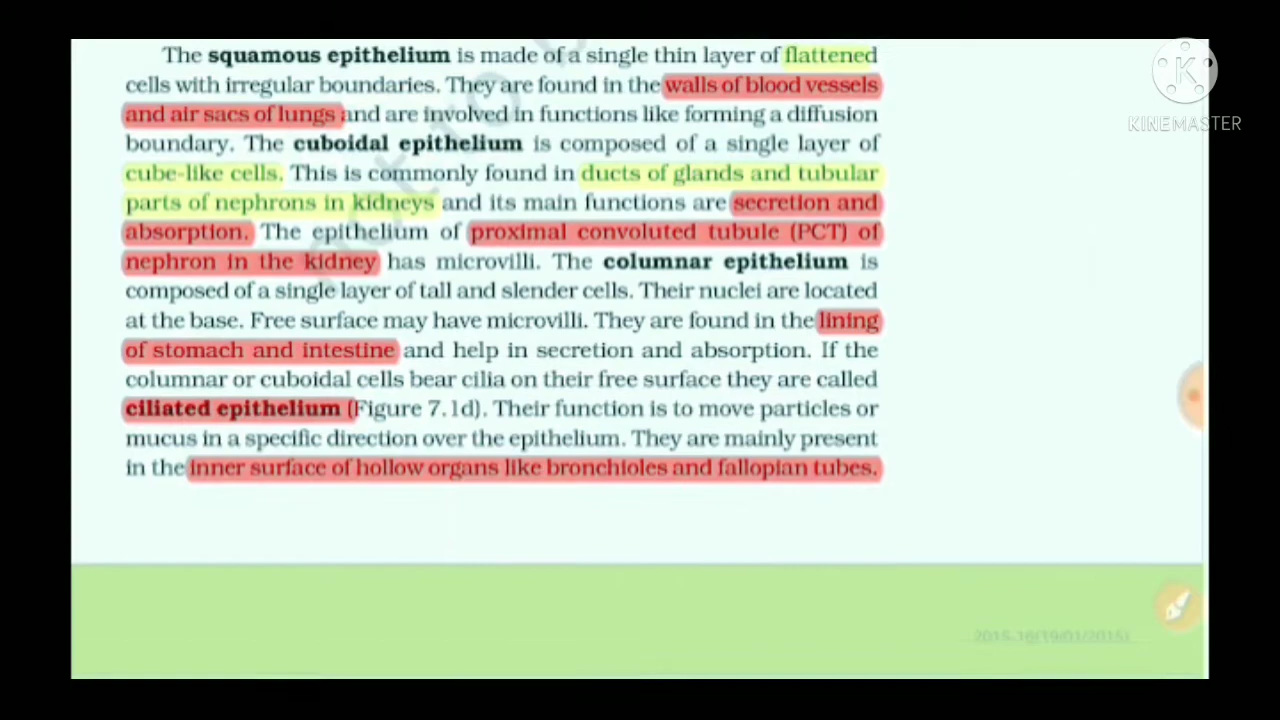 The squamous epithelium is made of a single thin layer of flattened
cells with irregular boundaries. They are found in the walls of blood vessels
and air sacs of lungs and are involved in functions like forming a diffusion
boundary. The cuboidal epithelium is composed of a single layer of
cube-like cells. This is commonly found in ducts of glands and tubular
parts of nephrons in kidneys and its main functions are secretion and
absorption. The epithelium of proximal convoluted tubule (PCT) of
nephron in the kidney has microvilli. The columnar epithelium is
composed of a single layer of tall and slender cells. Their nuclei are located
at the base. Free surface may have microvilli. They are found in the lining
of stomach and intestine and help in secretion and absorption. If the
columnar or cuboidal cells bear cilia on their free surface they are called
ciliated epithelium (Figure 7.1d). Their function is to move particles or
mucus in a specific direction over the epithelium. They are mainly present
in the inner surface of hollow organs like bronchioles and fallopian tubes.
K
KINEMASTER
2015-16(19/01/2015)